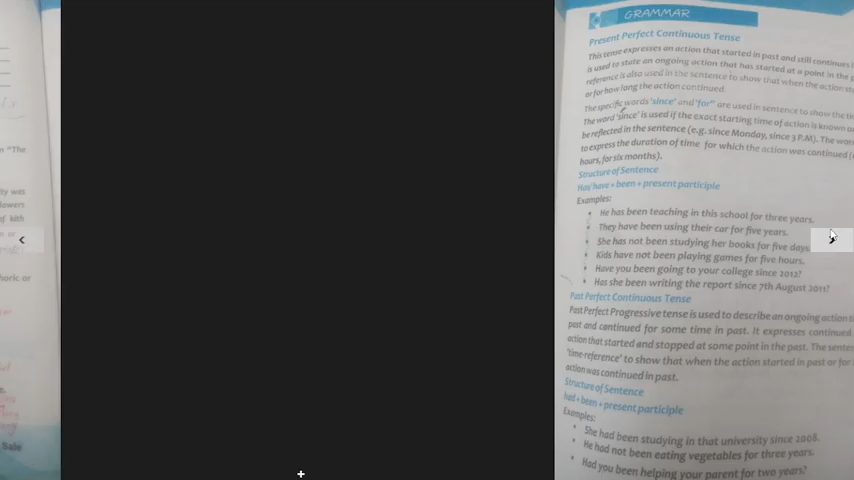 n "The
ty was
lowers
of kith
n or
horic or
e.
Sale
GRAMMAR
Present Perfect Continuous Tense
This tense expresses an action that started in past and still continues
is used to state an ongoing action that has started at a point in the
reference is also used in the sentence to show that when the action
or for how long the action continued.
The specific words 'since' and 'for" are used in sentence to show the
The word 'since' is used if the exact starting time of action is known
be reflected in the sentence (e.g. since Monday, since 3 P.M). The
to express the duration of time for which the action was continued
hours, for six months).
Structure of Sentence
Has/have + been + present participle
Examples:
• He has been teaching in this school for three years.
• They have been using their car for five years.
• She has not been studying her books for five days
• Kids have not been playing games for five hours.
• Have you been going to your college since 2012?
• Has she been writing the report since 7th August 2011?
Past Perfect Continuous Tense
Past Perfect Progressive tense is used to describe an ongoing action
past and continued for some time in past. It expresses continued
action that started and stopped at some point in the past. The
'time-reference' to show that when the action started in past or for
action was continued in past.
Structure of Sentence
had + been + present participle
Examples:
• She had been studying in that university since 2008.
• He had not been eating vegetables for three years.
• Had you been helping your parent for two years?